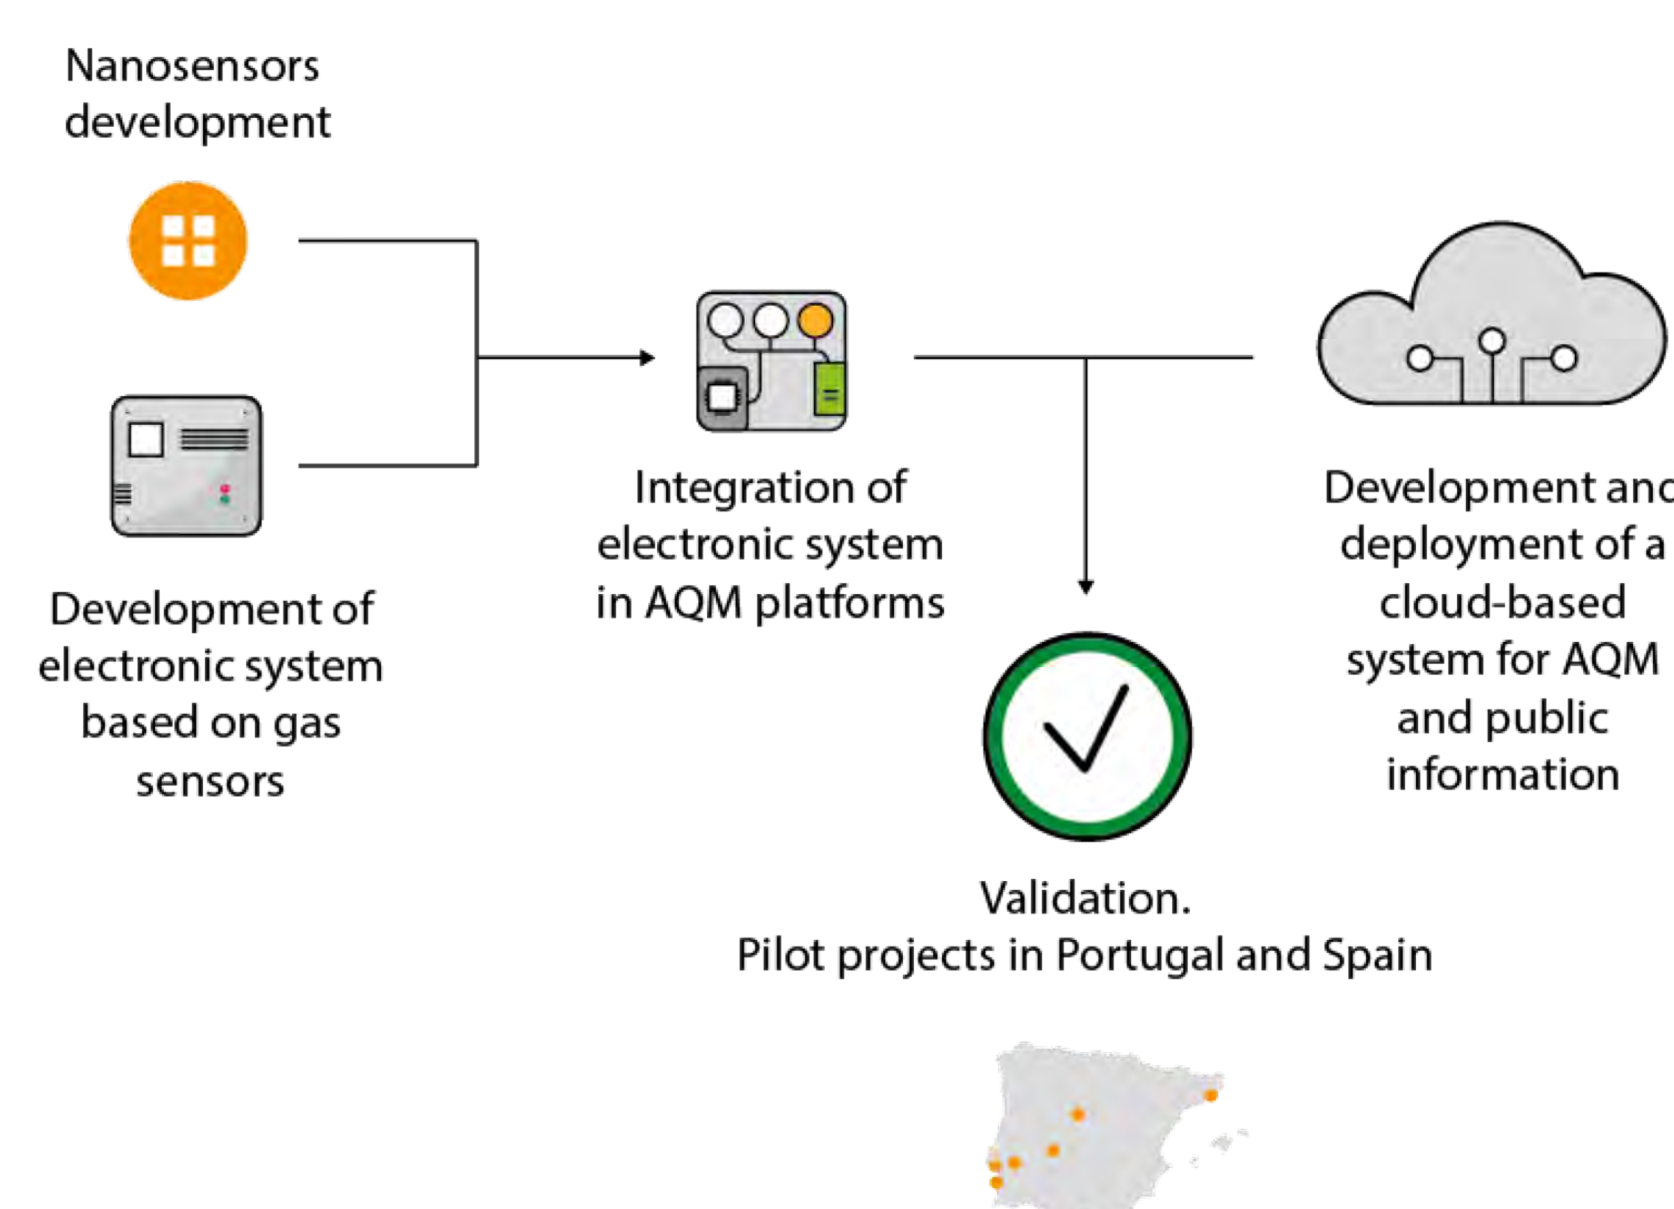 Nanosensors
development
Development of
electronic system
based on gas
sensors
Integration of
electronic system
in AQM platforms
Development and
deployment of a
cloud-based
system for AQM
and public
information
Validation.
Pilot projects in Portugal and Spain